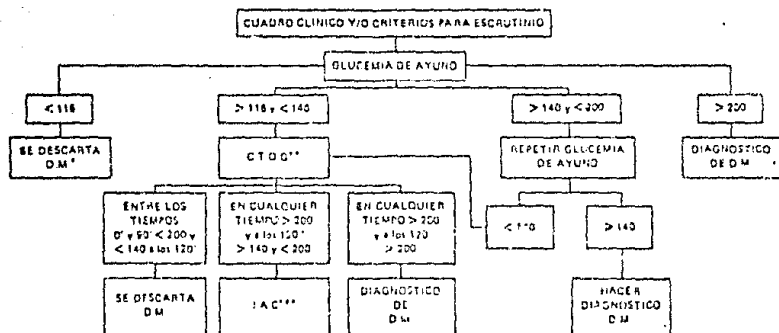 CUADRO CLINICO Y/O CRITERIOS PARA ESCRUTINIO
GLUCEMIA DE AYUNO
< 116
> 116 y < 140
> 140 y < 200
> 200
SE DESCARTA
D.M.*
C T O G**
REPETIR GLUCEMIA
DE AYUNO
DIAGNOSTICO
DE D.M.
ENTRE LOS
TIEMPOS
0' y 90' < 200 y
< 140 a los 120'
EN CUALQUIER
TIEMPO > 200
y a los 120'
> 140 y < 200
EN CUALQUIER
TIEMPO > 200
y a los 120
> 200
<
> 140
SE DESCARTA
D.M.
I A C***
DIAGNOSTICO
DE
D.M.
HACER
DIAGNOSTICO
D.M.